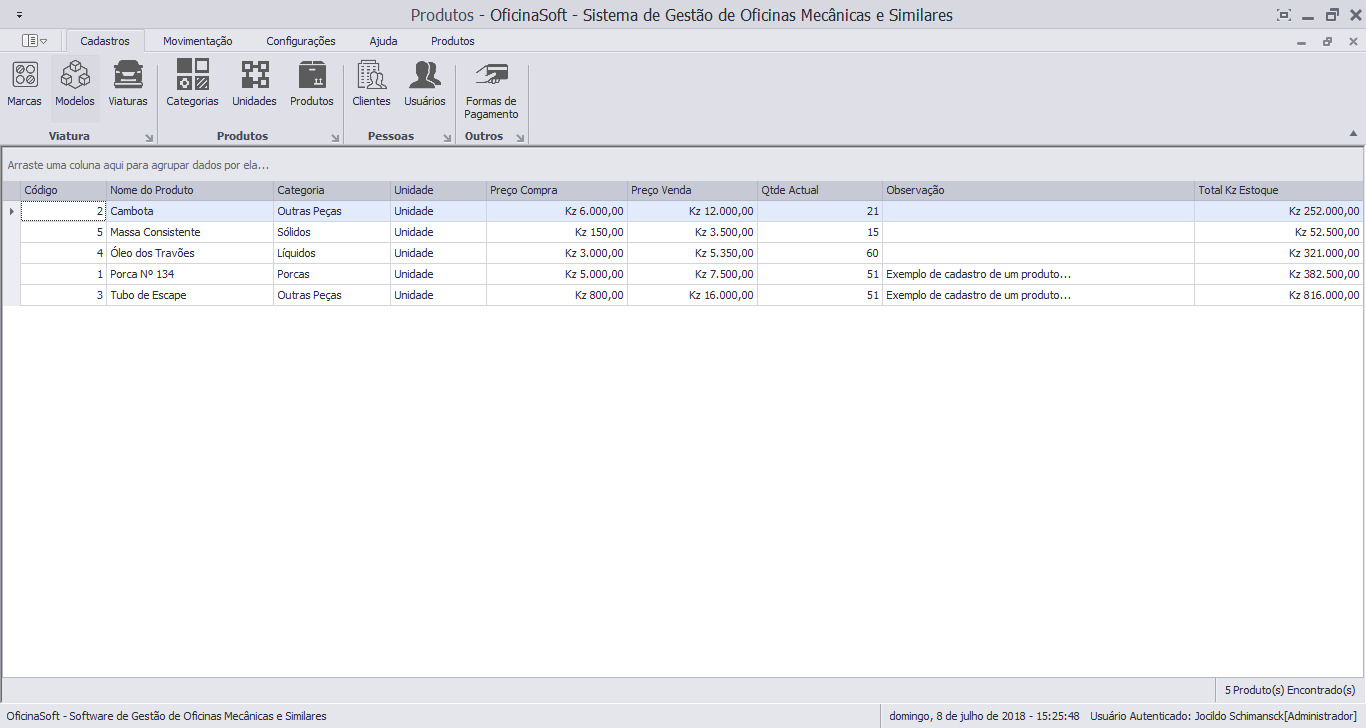 Produtos - OficinaSoft - Sistema de Gestão de Oficinas Mecânicas e Similares
Cadastros Movimentação Configurações Ajuda Produtos
Marcas Modelos Viaturas Categorias Unidades Produtos Clientes Usuários Formas de Pagamento
Viatura Produtos Pessoas Outros
Arraste uma coluna aqui para agrupar dados por ela...
Código Nome do Produto Categoria Unidade Preço Compra Preço Venda Qtde Actual Observação Total Kz Estoque
2 Cambota Outras Peças Unidade Kz 6.000,00 Kz 12.000,00 21 Kz 252.000,00
5 Massa Consistente Sólidos Unidade Kz 150,00 Kz 3.500,00 15 Kz 52.500,00
4 Óleo dos Travões Líquidos Unidade Kz 3.000,00 Kz 5.350,00 60 Kz 321.000,00
1 Porca Nº 134 Porcas Unidade Kz 5.000,00 Kz 7.500,00 51 Exemplo de cadastro de um produto... Kz 382.500,00
3 Tubo de Escape Outras Peças Unidade Kz 800,00 Kz 16.000,00 51 Exemplo de cadastro de um produto... Kz 816.000,00
5 Produto(s) Encontrado(s)
OficinaSoft - Software de Gestão de Oficinas Mecânicas e Similares domingo, 8 de julho de 2018 - 15:25:48 Usuário Autenticado: Jocildo Schimansck[Administrador]